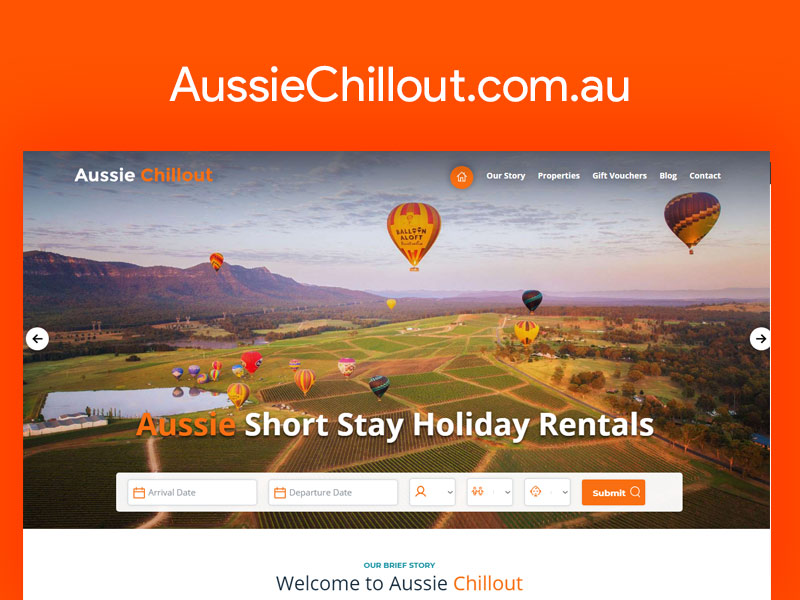 AussieChillout.com.au
Aussie Chillout
Our Story Properties Gift Vouchers Blog Contact
BALLOON
ALOFT
Aussie Short Stay Holiday Rentals
Arrival Date Departure Date Submit
OUR BRIEF STORY
Welcome to Aussie Chillout